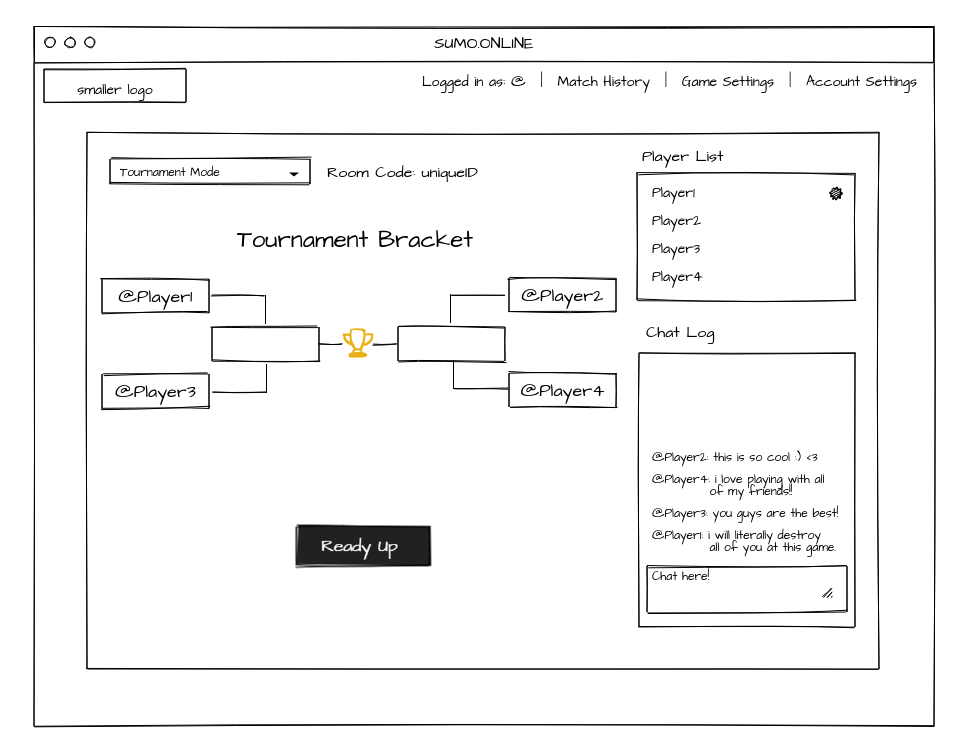 SUMO.ONLINE
smaller logo
Logged in as: @ | Match History | Game Settings | Account Settings
Tournament Mode
Room Code: uniqueID
Tournament Bracket
@Player1
@Player2
@Player3
@Player4
Ready Up
Player List
Player1
Player2
Player3
Player4
Chat Log
@Player2: this is so cool :) <3
@Player4: i love playing with all
of my friends!!
@Player3: you guys are the best!
@Player1: i will literally destroy
all of you at this game.
Chat here!